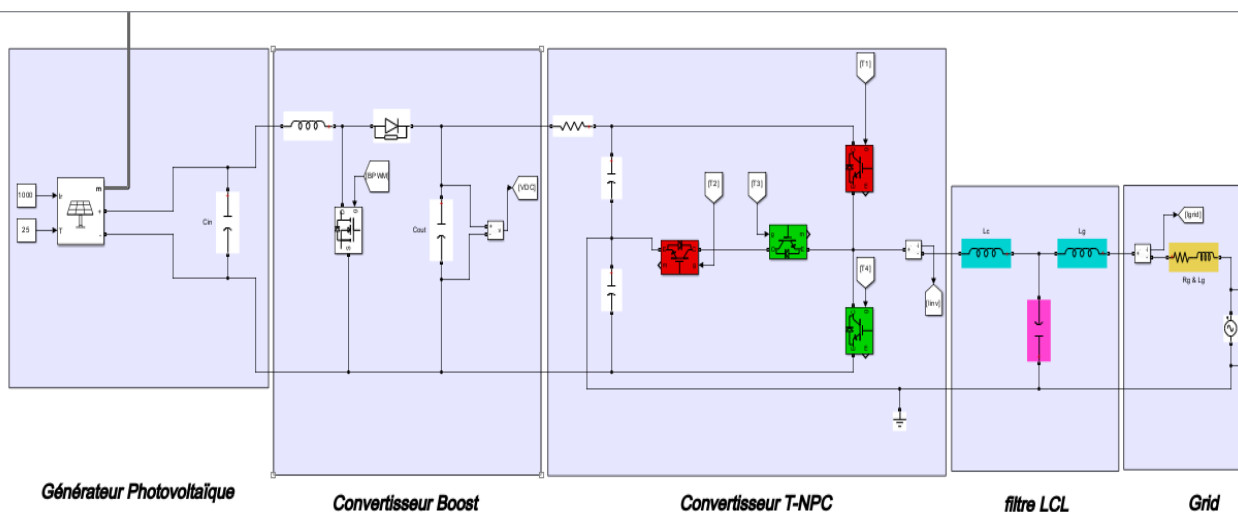 [T1]
[BPWM]
[VDC]
[T2]
[T3]
1000
Ir
m
25
T
+
-
Cin
Cout
[T4]
[Iinv]
Lc
Lg
[Igrid]
Rg & Lg
Générateur Photovoltaïque
Convertisseur Boost
Convertisseur T-NPC
filtre LCL
Grid